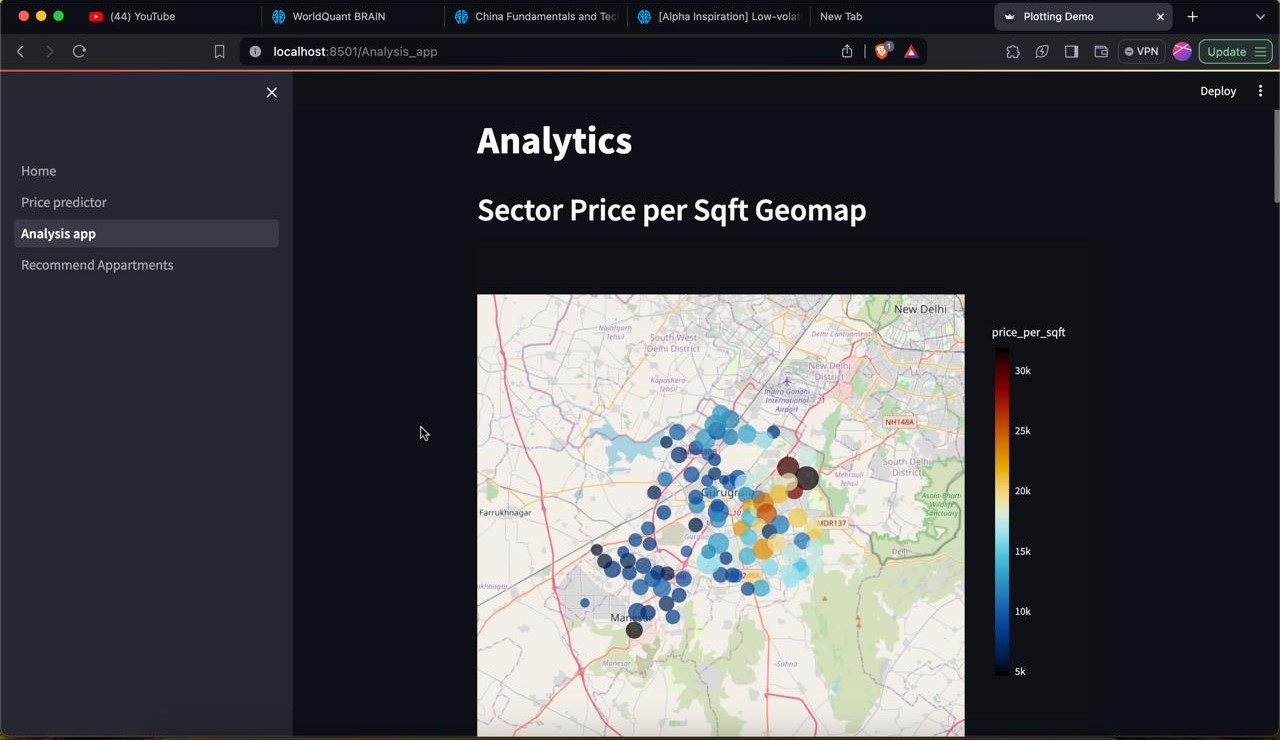 (44) YouTube
WorldQuant BRAIN
China Fundamentals and Tec
[Alpha Inspiration] Low-volat
New Tab
Plotting Demo
localhost:8501/Analysis_app
1
VPN
Update
Deploy
Home
Price predictor
Analysis app
Recommend Appartments
Analytics
Sector Price per Sqft Geomap
New Delhi
Najafgarh
Tehsil
South West
Delhi District
Delhi Cantonment
Kapashera
Tehsil
New Delhi
District
Indira Gandhi
International
Airport
NH148A
South Delhi
District
Mehrauli
Tehsil
Asola Bhatti
Wildlife
Sanctuary
Gurugram
Farrukhnagar
MDR137
Delhi
Manesar
Manesar
Sohna
price_per_sqft
30k
25k
20k
15k
10k
5k